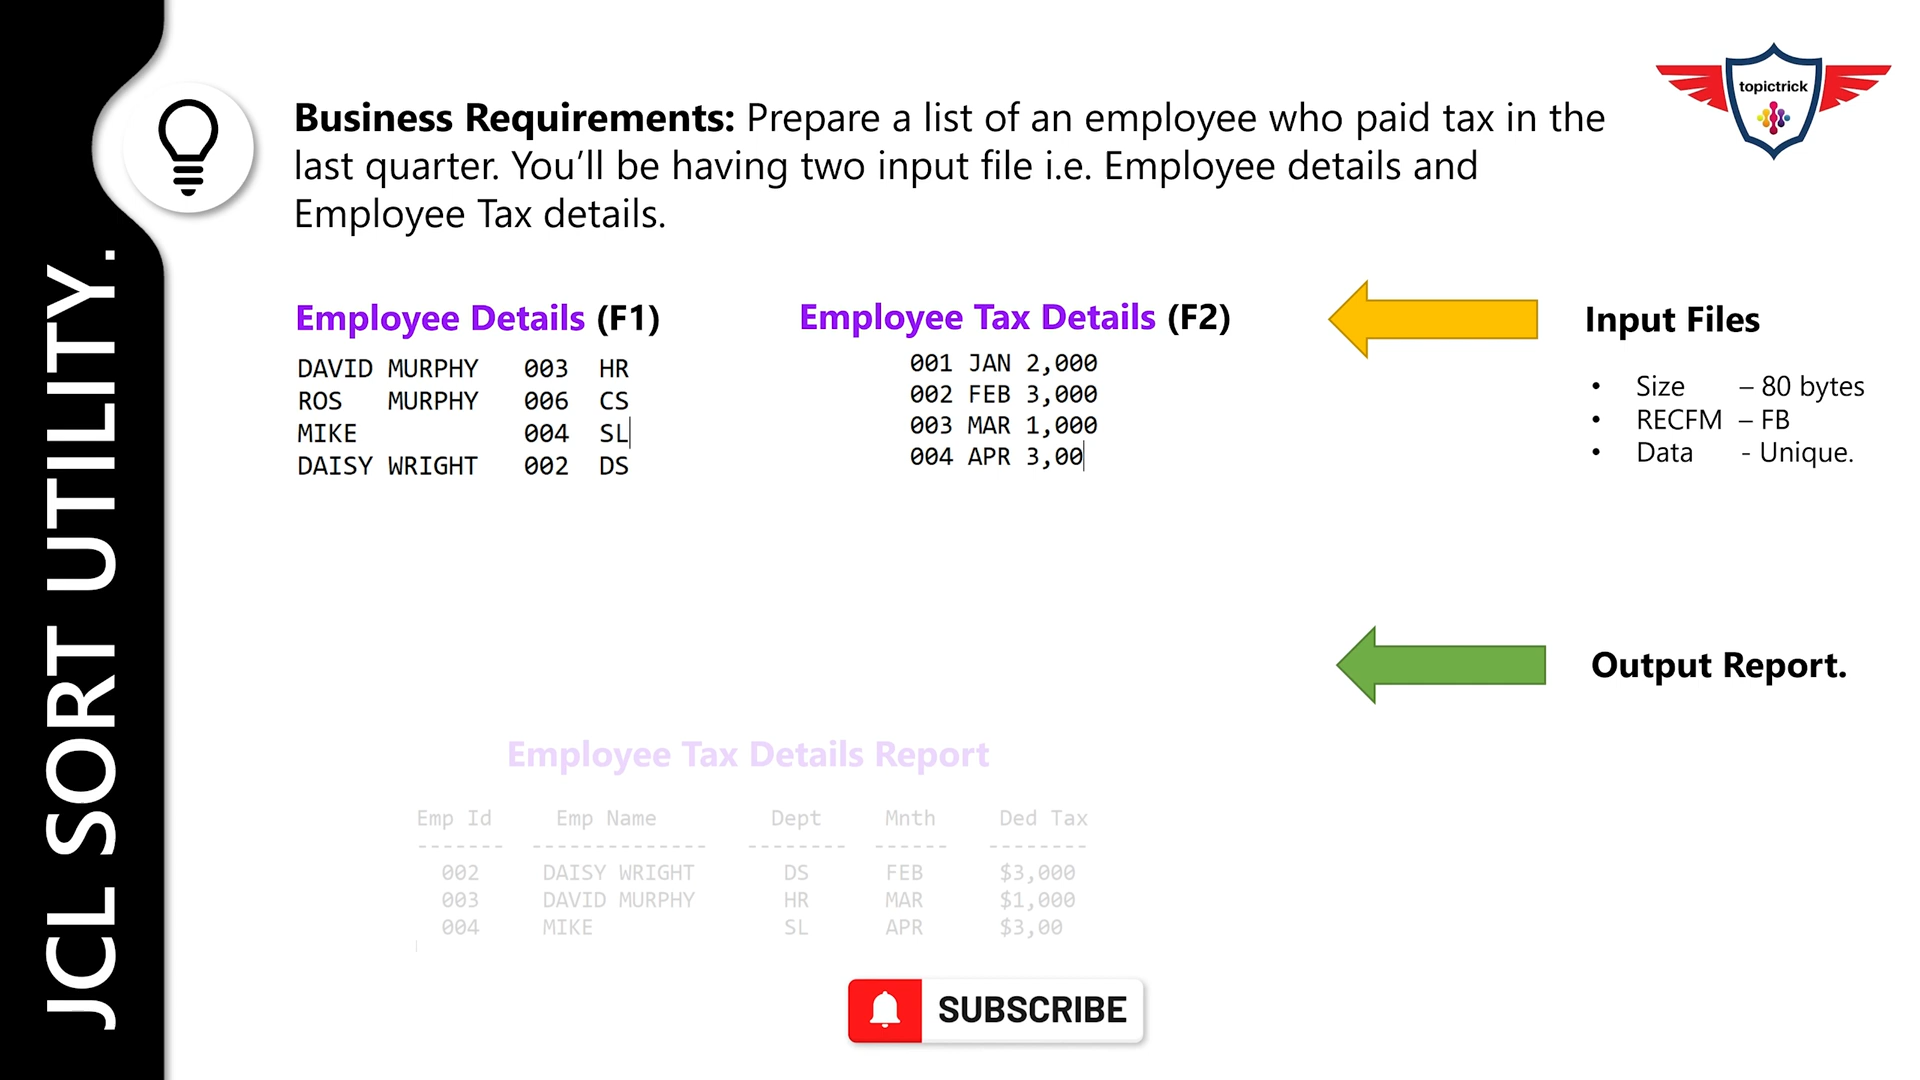 JCL SORT UTILITY.
topictrick
Business Requirements: Prepare a list of an employee who paid tax in the
last quarter. You’ll be having two input file i.e. Employee details and
Employee Tax details.
Employee Details (F1)
DAVID MURPHY   003  HR
ROS   MURPHY   006  CS
MIKE           004  SL
DAISY WRIGHT   002  DS
Employee Tax Details (F2)
001 JAN 2,000
002 FEB 3,000
003 MAR 1,000
004 APR 3,00
Input Files
• Size – 80 bytes
• RECFM – FB
• Data - Unique.
Output Report.
Employee Tax Details Report
Emp Id     Emp Name         Dept     Mnth     Ded Tax
-------  --------------   --------  ------   --------
002     DAISY WRIGHT       DS      FEB      $3,000
003     DAVID MURPHY       HR      MAR      $1,000
004     MIKE               SL      APR      $3,00
SUBSCRIBE